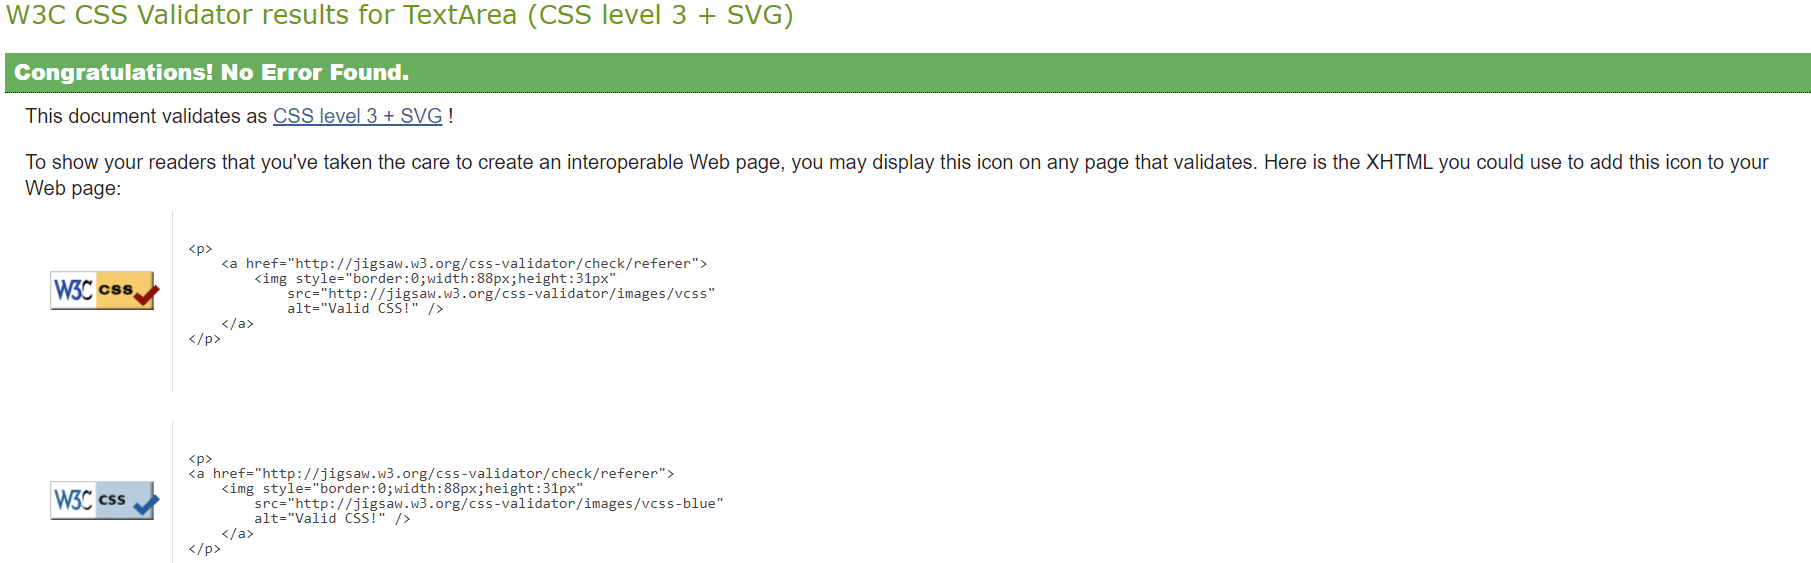 W3C CSS Validator results for TextArea (CSS level 3 + SVG)
Congratulations! No Error Found.
This document validates as CSS level 3 + SVG !
To show your readers that you've taken the care to create an interoperable Web page, you may display this icon on any page that validates. Here is the XHTML you could use to add this icon to your
Web page:
W3C css
<p>
    <a href="http://jigsaw.w3.org/css-validator/check/referer">
        <img style="border:0;width:88px;height:31px"
            src="http://jigsaw.w3.org/css-validator/images/vcss"
            alt="Valid CSS!" />
    </a>
</p>
W3C css
<p>
<a href="http://jigsaw.w3.org/css-validator/check/referer">
    <img style="border:0;width:88px;height:31px"
        src="http://jigsaw.w3.org/css-validator/images/vcss-blue"
        alt="Valid CSS!" />
    </a>
</p>